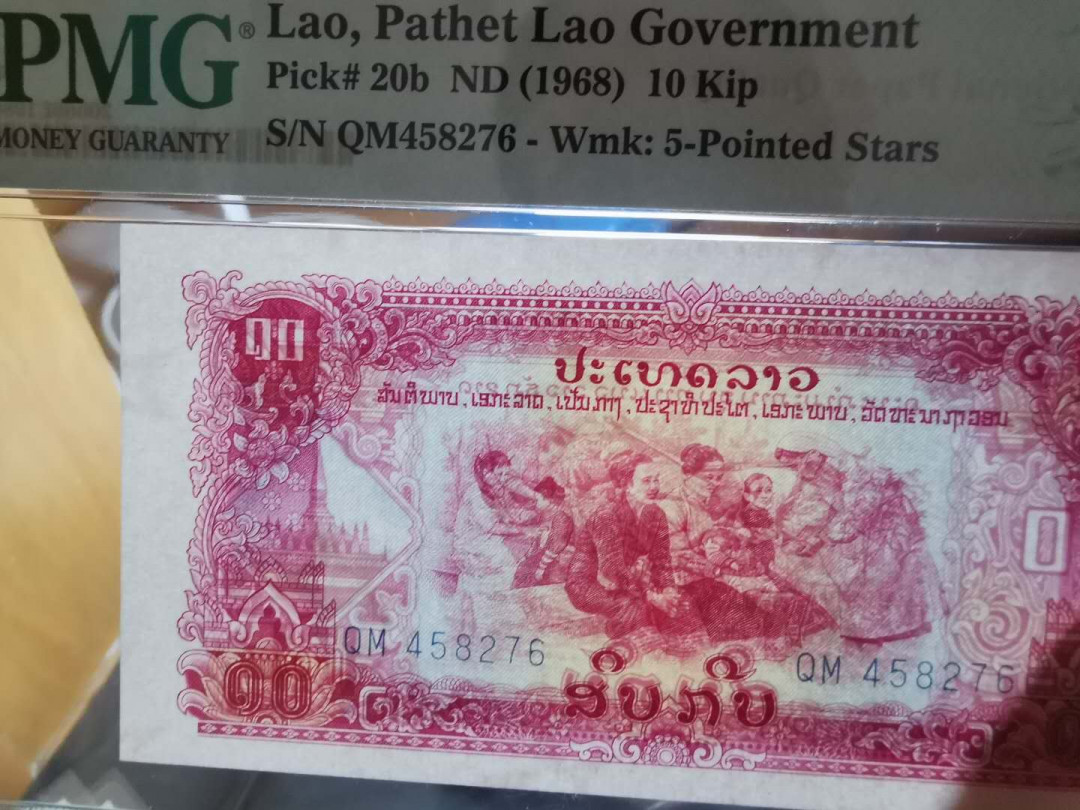 PMG®
MONEY GUARANTY
Lao, Pathet Lao Government
Pick# 20b ND (1968) 10 Kip
S/N QM458276 - Wmk: 5-Pointed Stars
໑໐
ປະເທດລາວ
ສັນຕິພາບ, ເອກະລາດ, ເປັນກາງ, ປະຊາທິປະໄຕ, ເອກະພາບ, ວັດທະນາຖາວອນ
0
QM 458276
QM 458276
໑໐
ສິບກີບ